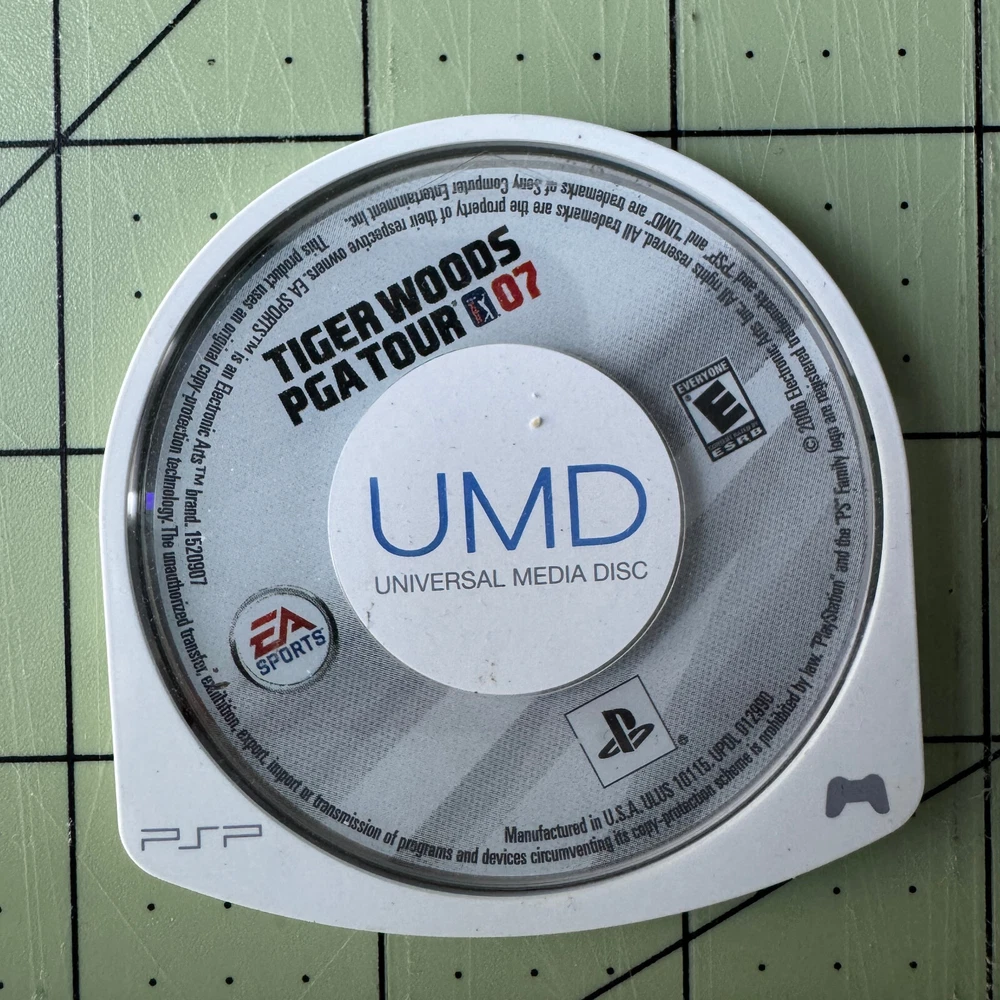 TIGER WOODS
PGA TOUR 07
EVERYONE
E
ESRB
UMD
UNIVERSAL MEDIA DISC
EA
SPORTS™
PSP
© 2006 Electronic Arts Inc. All rights reserved. All trademarks are the property of their respective owners. EA SPORTS™ is an Electronic Arts™ brand. 1520907
Manufactured in U.S.A. ULUS 10115. UPDL 012990
"PlayStation" and the "PS" Family logo are registered trademarks and "PSP" and "UMD" are trademarks of Sony Computer Entertainment Inc. This product uses an original copy-protection technology. The unauthorized transfer, exhibition, export, import or transmission of programs and devices circumventing its copy-protection scheme is prohibited by law.